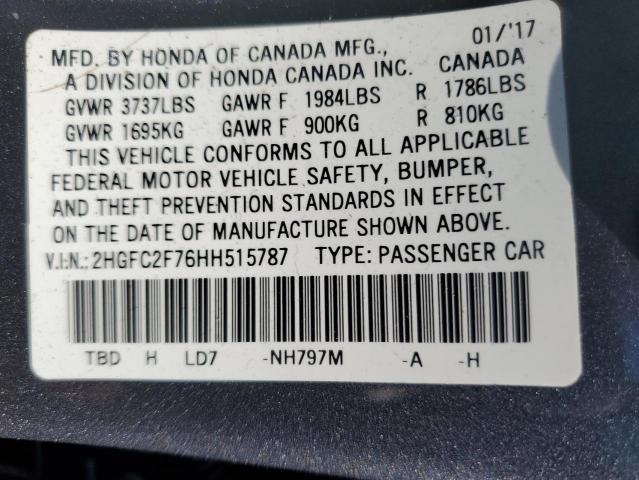 MFD. BY HONDA OF CANADA MFG., 01/'17
A DIVISION OF HONDA CANADA INC. CANADA
GVWR 3737LBS GAWR F 1984LBS R 1786LBS
GVWR 1695KG GAWR F 900KG R 810KG
THIS VEHICLE CONFORMS TO ALL APPLICABLE
FEDERAL MOTOR VEHICLE SAFETY, BUMPER,
AND THEFT PREVENTION STANDARDS IN EFFECT
ON THE DATE OF MANUFACTURE SHOWN ABOVE.
V.I.N.: 2HGFC2F76HH515787 TYPE: PASSENGER CAR
TBD H LD7 -NH797M -A -H